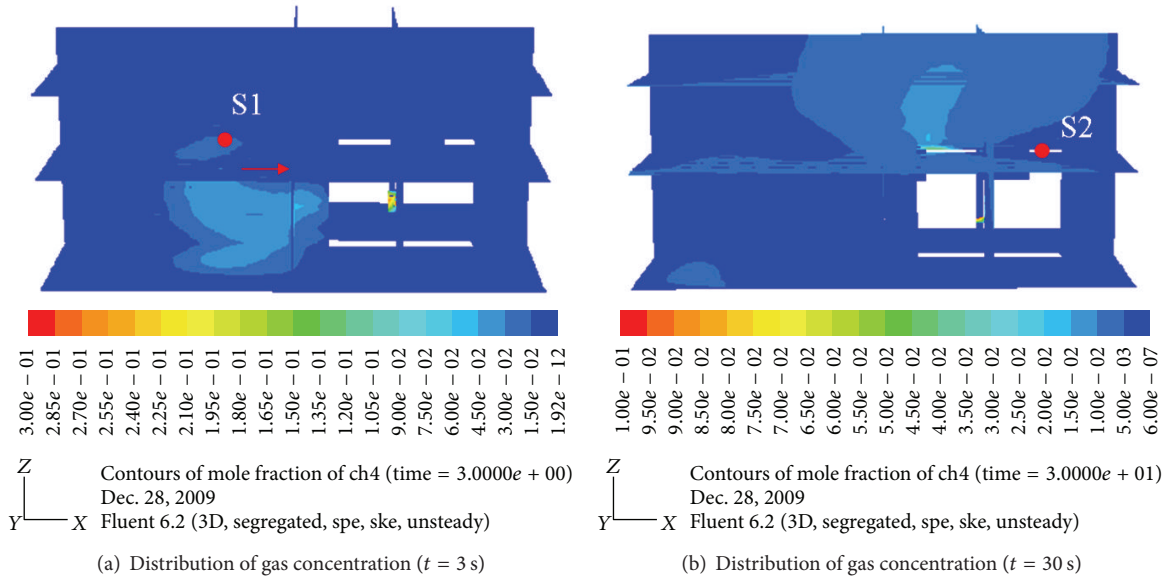 S1
S2
3.00e − 01
2.85e − 01
2.70e − 01
2.55e − 01
2.40e − 01
2.25e − 01
2.10e − 01
1.95e − 01
1.80e − 01
1.65e − 01
1.50e − 01
1.35e − 01
1.20e − 01
1.05e − 01
9.00e − 02
7.50e − 02
6.00e − 02
4.50e − 02
3.00e − 02
1.50e − 02
1.92e − 12
1.00e − 01
9.50e − 02
9.00e − 02
8.50e − 02
8.00e − 02
7.50e − 02
7.00e − 02
6.50e − 02
6.00e − 02
5.50e − 02
5.00e − 02
4.50e − 02
4.00e − 02
3.50e − 02
3.00e − 02
2.50e − 02
2.00e − 02
1.50e − 02
1.00e − 02
5.00e − 03
6.00e − 07
Z
Y
X
Contours of mole fraction of ch4 (time = 3.0000e + 00)
Dec. 28, 2009
Fluent 6.2 (3D, segregated, spe, ske, unsteady)
Z
Y
X
Contours of mole fraction of ch4 (time = 3.0000e + 01)
Dec. 28, 2009
Fluent 6.2 (3D, segregated, spe, ske, unsteady)
(a) Distribution of gas concentration (t = 3 s)
(b) Distribution of gas concentration (t = 30 s)